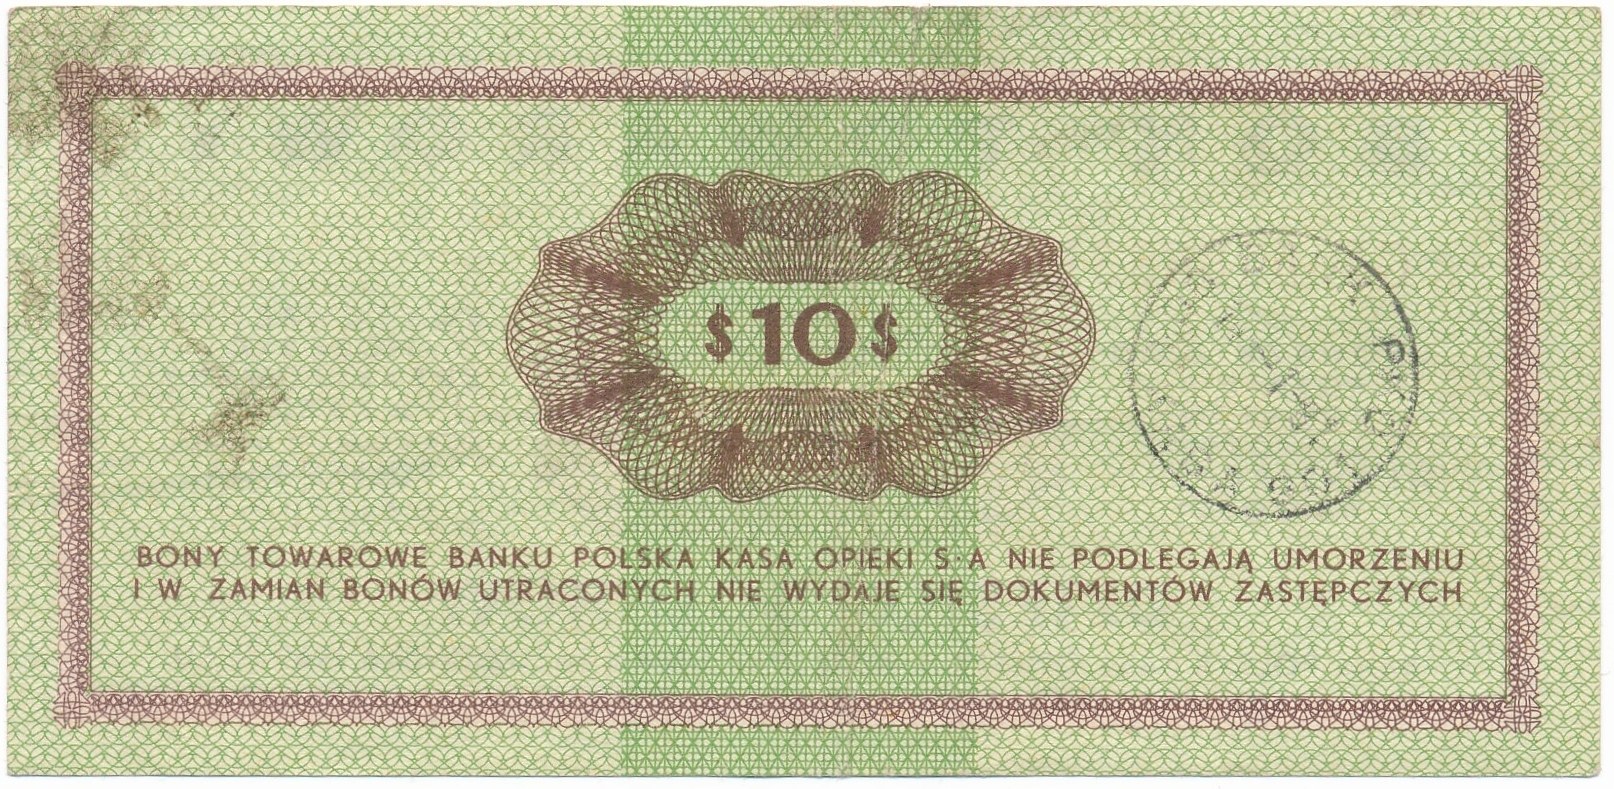 $10$
BONY TOWAROWE BANKU POLSKA KASA OPIEKI S·A NIE PODLEGAJĄ UMORZENIU
I W ZAMIAN BONÓW UTRACONYCH NIE WYDAJE SIĘ DOKUMENTÓW ZASTĘPCZYCH